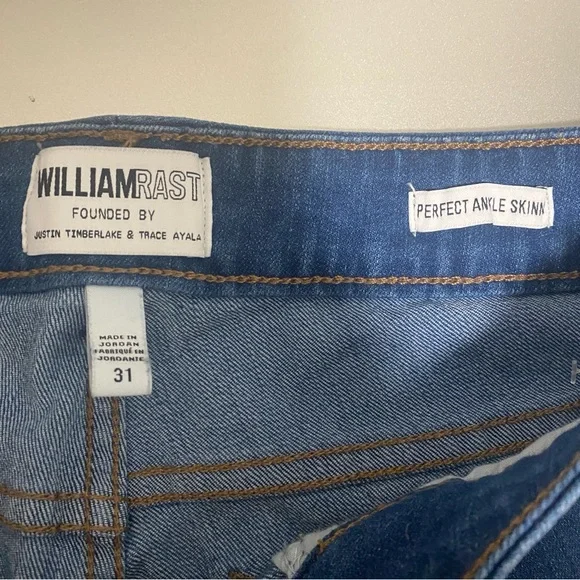 WILLIAMRAST
FOUNDED BY
JUSTIN TIMBERLAKE & TRACE AYALA
PERFECT ANKLE SKINN
MADE IN
JORDAN
FABRIQUÉ EN
JORDANIE
31